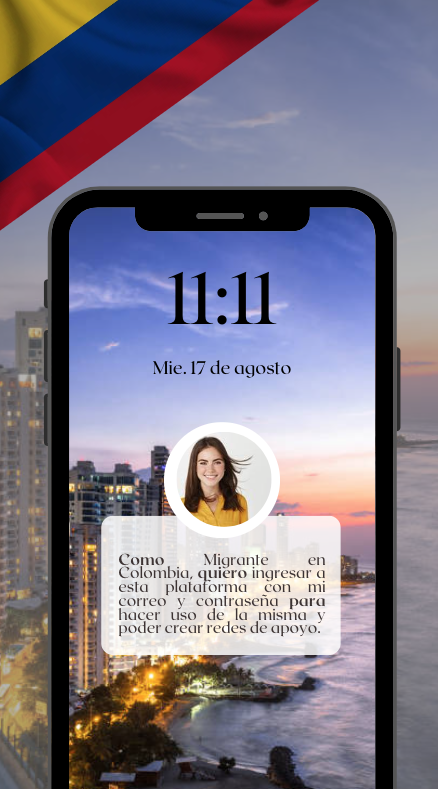 11:11
Mie. 17 de agosto
Como Migrante en
Colombia, quiero ingresar a
esta plataforma con mi
correo y contraseña para
hacer uso de la misma y
poder crear redes de apoyo.